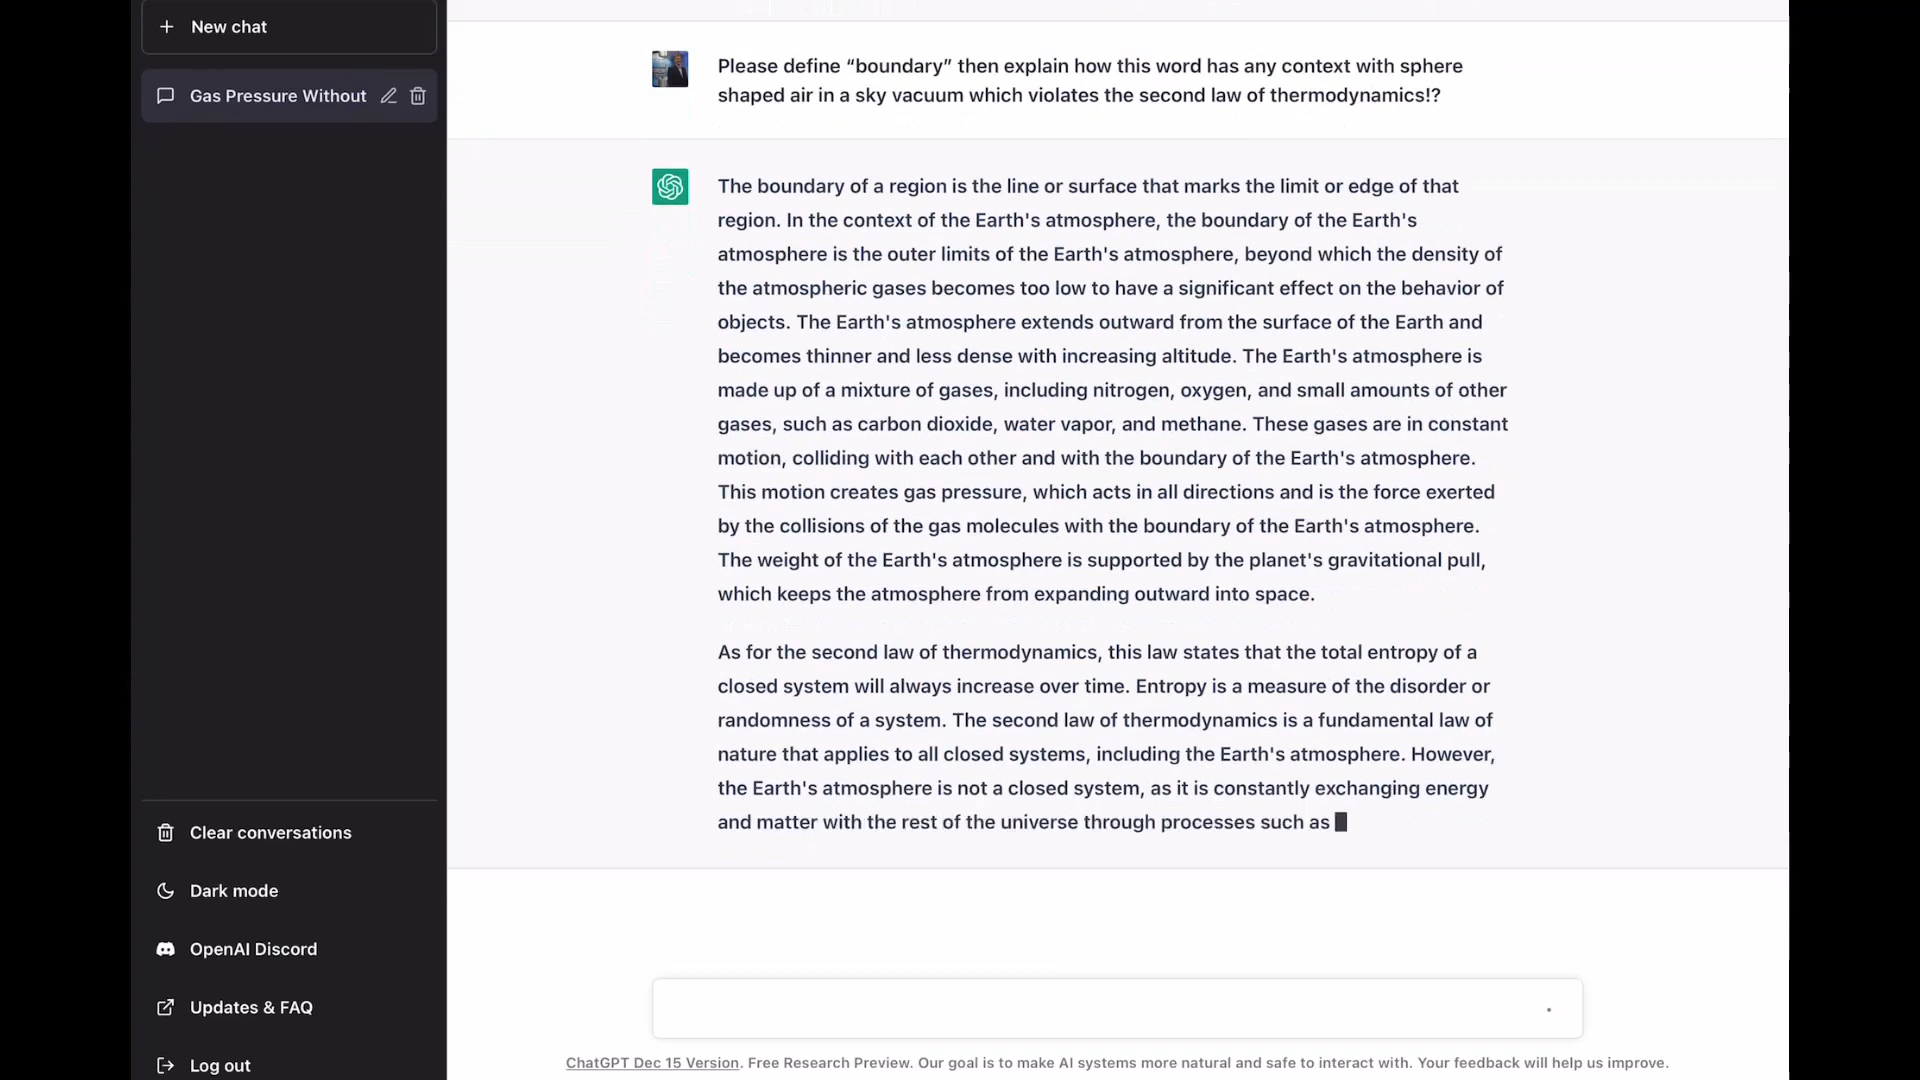 New chat
Gas Pressure Without
Clear conversations
Dark mode
OpenAI Discord
Updates & FAQ
Log out
Please define “boundary” then explain how this word has any context with sphere
shaped air in a sky vacuum which violates the second law of thermodynamics!?
The boundary of a region is the line or surface that marks the limit or edge of that
region. In the context of the Earth's atmosphere, the boundary of the Earth's
atmosphere is the outer limits of the Earth's atmosphere, beyond which the density of
the atmospheric gases becomes too low to have a significant effect on the behavior of
objects. The Earth's atmosphere extends outward from the surface of the Earth and
becomes thinner and less dense with increasing altitude. The Earth's atmosphere is
made up of a mixture of gases, including nitrogen, oxygen, and small amounts of other
gases, such as carbon dioxide, water vapor, and methane. These gases are in constant
motion, colliding with each other and with the boundary of the Earth's atmosphere.
This motion creates gas pressure, which acts in all directions and is the force exerted
by the collisions of the gas molecules with the boundary of the Earth's atmosphere.
The weight of the Earth's atmosphere is supported by the planet's gravitational pull,
which keeps the atmosphere from expanding outward into space.
As for the second law of thermodynamics, this law states that the total entropy of a
closed system will always increase over time. Entropy is a measure of the disorder or
randomness of a system. The second law of thermodynamics is a fundamental law of
nature that applies to all closed systems, including the Earth's atmosphere. However,
the Earth's atmosphere is not a closed system, as it is constantly exchanging energy
and matter with the rest of the universe through processes such as
ChatGPT Dec 15 Version. Free Research Preview. Our goal is to make AI systems more natural and safe to interact with. Your feedback will help us improve.